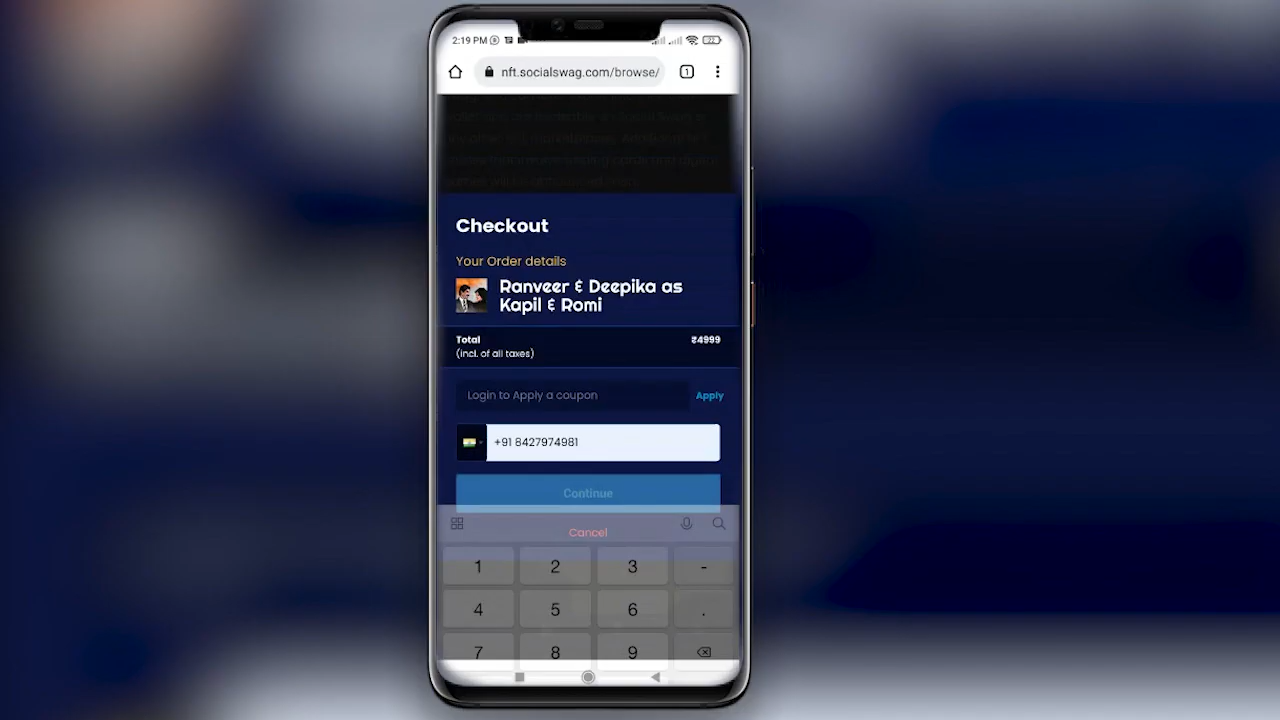 2:19 PM
22
nft.socialswag.com/browse/
1
Checkout
Your Order details
Ranveer & Deepika as
Kapil & Romi
Total ₹4999
(incl. of all taxes)
Login to Apply a coupon Apply
+91 8427974981
Continue
Cancel
1 2 3 -
4 5 6 .
7 8 9